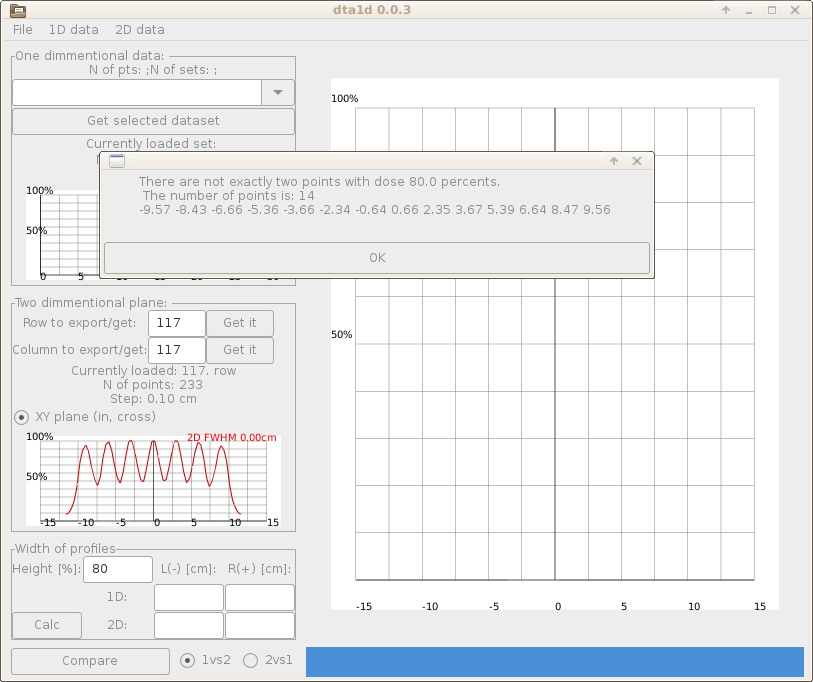 dta1d 0.0.3
File 1D data 2D data
One dimmentional data:
N of pts: ;N of sets: ;
Get selected dataset
Currently loaded set:
100%
50%
0 5
There are not exactly two points with dose 80.0 percents.
The number of points is: 14
-9.57 -8.43 -6.66 -5.36 -3.66 -2.34 -0.64 0.66 2.35 3.67 5.39 6.64 8.47 9.56
OK
Two dimmentional plane:
Row to export/get: 117 Get it
Column to export/get: 117 Get it
Currently loaded: 117. row
N of points: 233
Step: 0.10 cm
XY plane (in, cross)
100% 2D FWHM 0.00cm
50%
-15 -10 -5 0 5 10 15
Width of profiles
Height [%]: 80 L(-) [cm]: R(+) [cm]:
1D:
Calc 2D:
Compare 1vs2 2vs1
100%
50%
-15 -10 -5 0 5 10 15